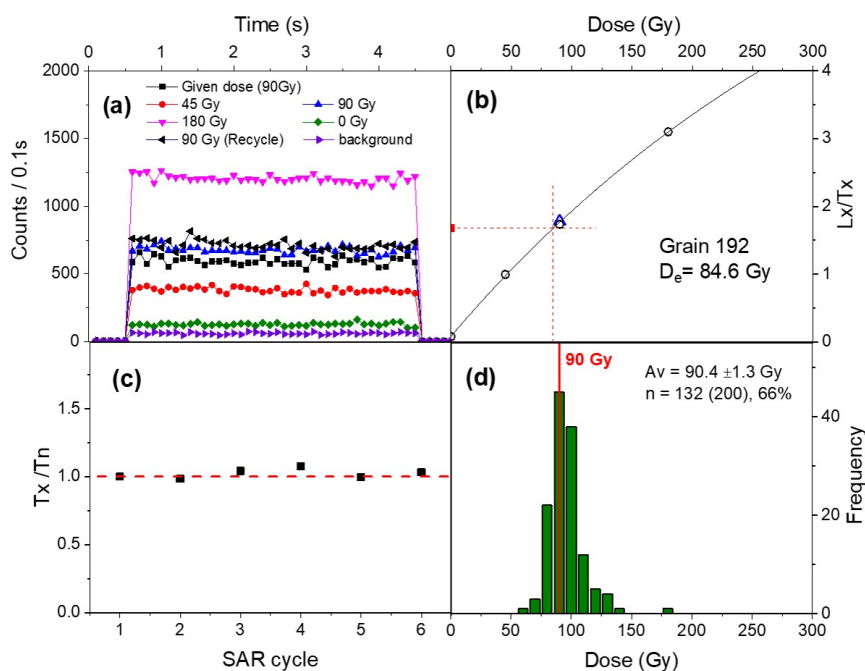 Time (s)
0 1 2 3 4
Dose (Gy)
0 50 100 150 200 250 300
(a)
Given dose (90Gy)
45 Gy
90 Gy
180 Gy
0 Gy
90 Gy (Recycle)
background
Counts / 0.1s
2000
1500
1000
500
0
(b)
Grain 192
De= 84.6 Gy
Lx/Tx
4
3
2
1
0
(c)
Tx /Tn
1.5
1.0
0.5
0.0
1 2 3 4 5 6
SAR cycle
(d)
90 Gy
Av = 90.4 ±1.3 Gy
n = 132 (200), 66%
Frequency
40
20
0
0 50 100 150 200 250 300
Dose (Gy)